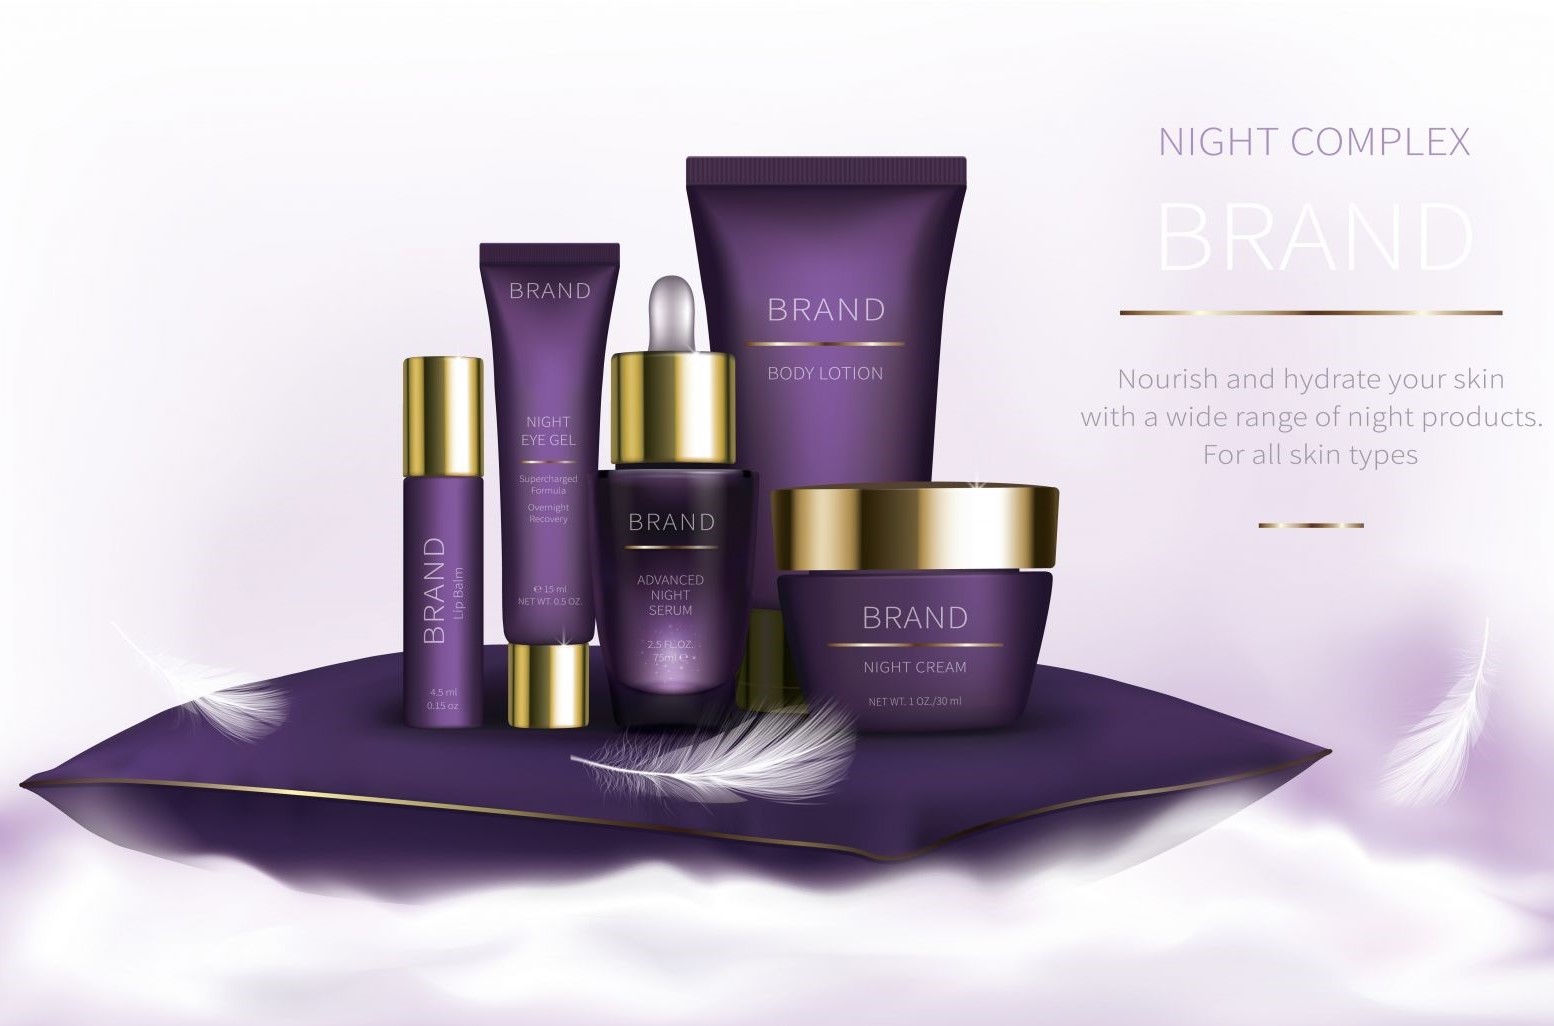 NIGHT COMPLEX
BRAND
Nourish and hydrate your skin
with a wide range of night products.
For all skin types
BRAND
Lip Balm
4.5 ml
0.15 oz
BRAND
NIGHT
EYE GEL
Supercharged
Formula
Overnight
Recovery
℮ 15 ml
NET WT. 0.5 OZ.
BRAND
ADVANCED
NIGHT
SERUM
2.5 FL.OZ.
75ml ℮
BRAND
BODY LOTION
BRAND
NIGHT CREAM
NET WT. 1 OZ./30 ml